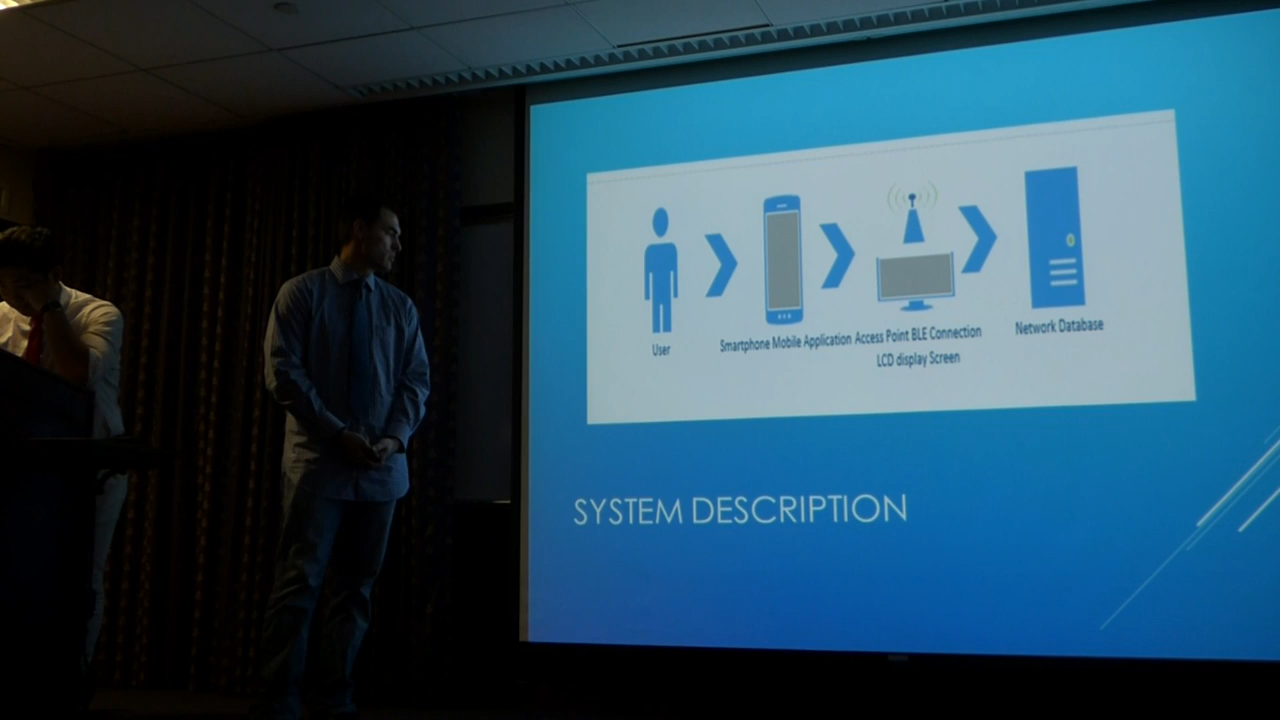 User
Smartphone Mobile Application
Access Point BLE Connection
LCD display Screen
Network Database
SYSTEM DESCRIPTION